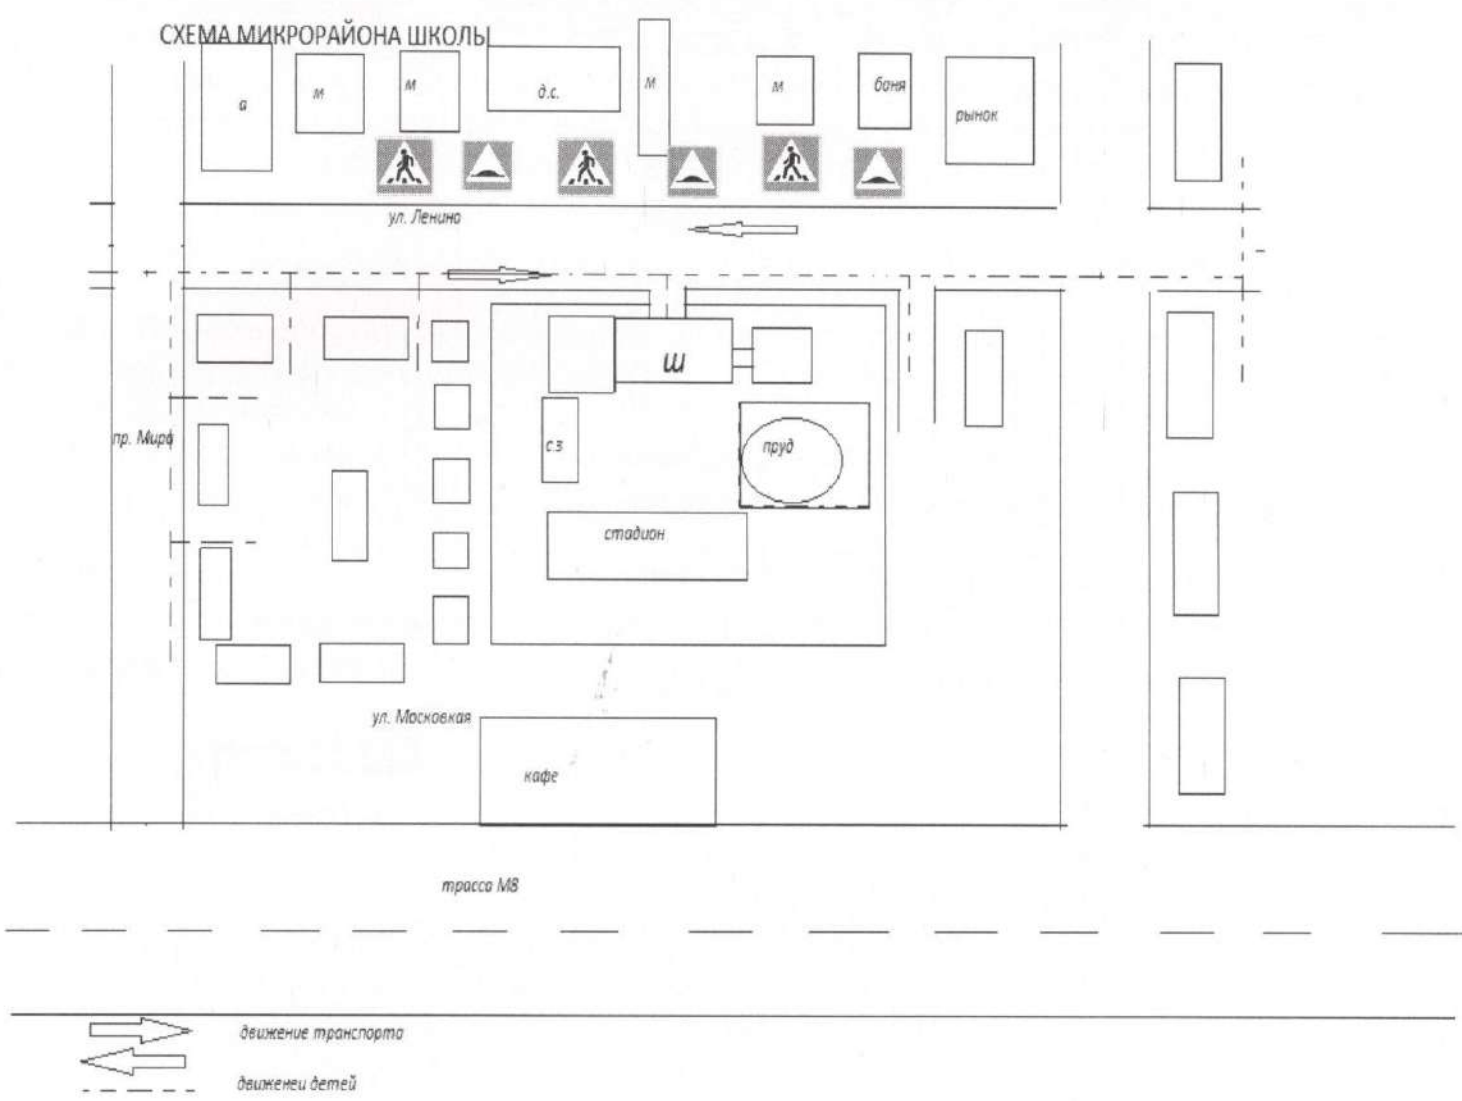 СХЕМА МИКРОРАЙОНА ШКОЛЫ
а
м
м
д.с.
м
м
баня
рынок
ул. Ленина
Ш
пр. Мира
с.з
пруд
стадион
ул. Московкая
кафе
трасса М8
движение транспорта
движенеи детей